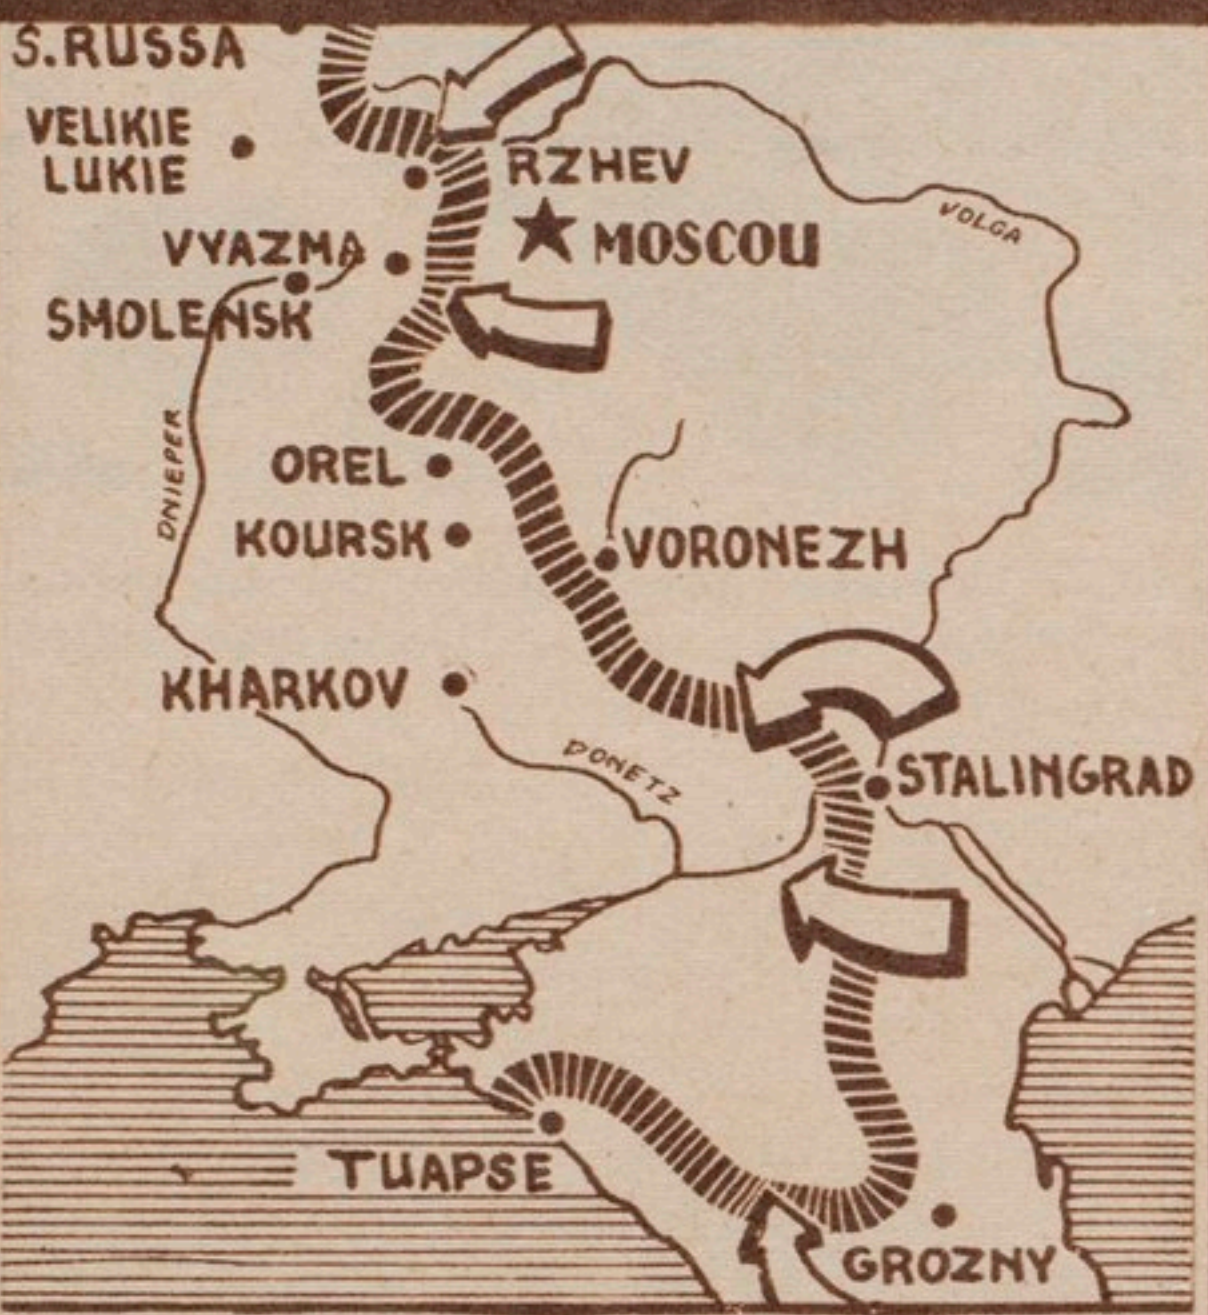 S.RUSSA
VELIKIE
LUKIE
RZHEV
VOLGA
VYAZMA
MOSCOU
SMOLENSK
DNIEPER
OREL
KOURSK
VORONEZH
KHARKOV
DONETZ
STALINGRAD
TUAPSE
GROZNY